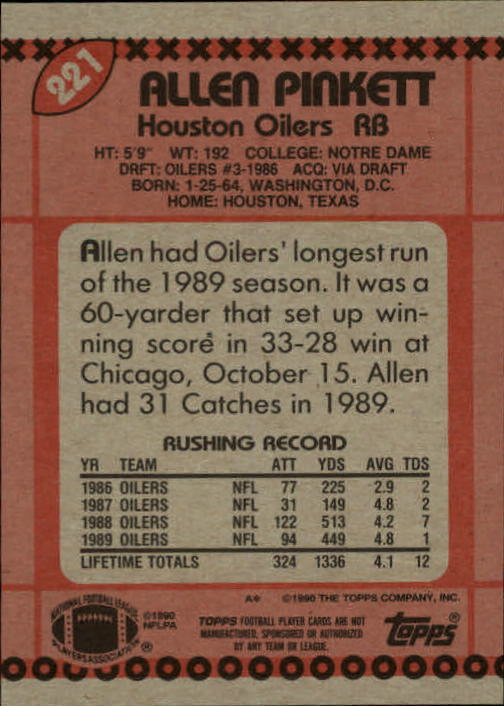 221
ALLEN PINKETT
Houston Oilers RB
HT: 5'9" WT: 192 COLLEGE: NOTRE DAME
DRFT: OILERS #3-1986 ACQ: VIA DRAFT
BORN: 1-25-64, WASHINGTON, D.C.
HOME: HOUSTON, TEXAS
Allen had Oilers' longest run
of the 1989 season. It was a
60-yarder that set up win-
ning score in 33-28 win at
Chicago, October 15. Allen
had 31 Catches in 1989.
RUSHING RECORD
YR TEAM ATT YDS AVG TDS
1986 OILERS NFL 77 225 2.9 2
1987 OILERS NFL 31 149 4.8 2
1988 OILERS NFL 122 513 4.2 7
1989 OILERS NFL 94 449 4.8 1
LIFETIME TOTALS 324 1336 4.1 12
A* ©1990 THE TOPPS COMPANY, INC.
NATIONAL FOOTBALL LEAGUE
PLAYERS ASSOCIATION ®
©1990
NFLPA
TOPPS FOOTBALL PLAYER CARDS ARE NOT
MANUFACTURED, SPONSORED OR AUTHORIZED
BY ANY TEAM OR LEAGUE.
topps®